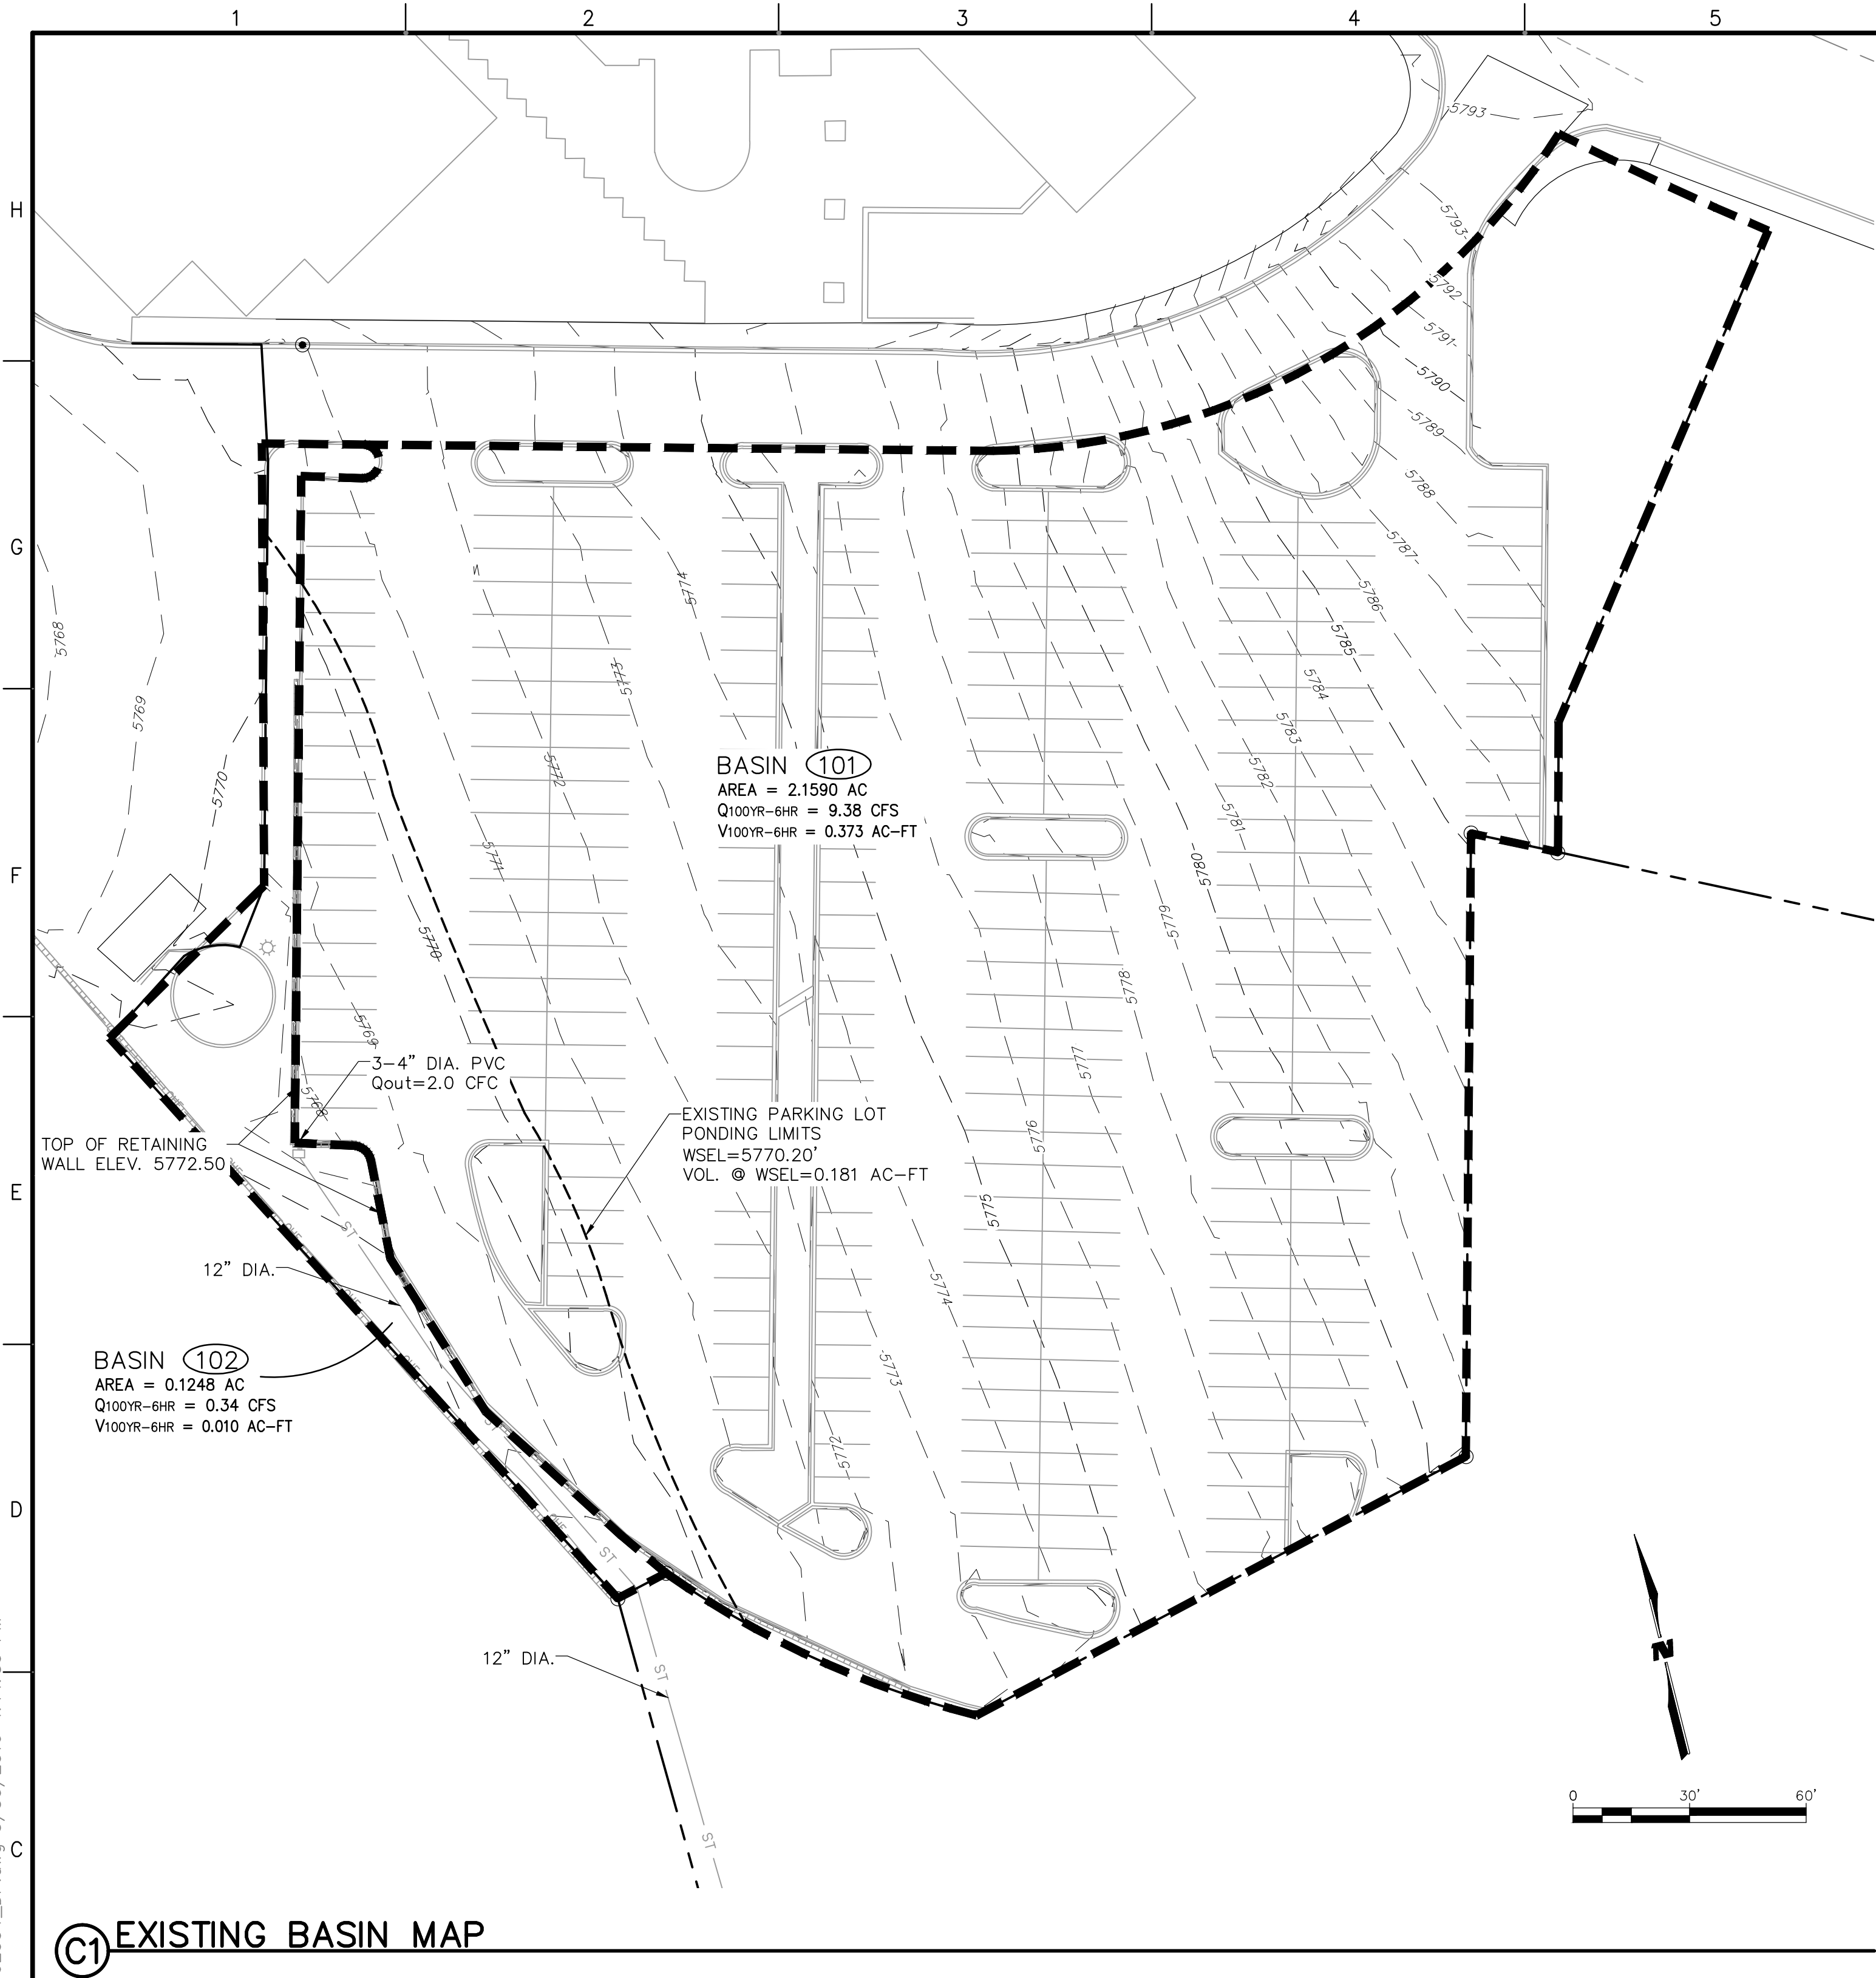 1 2 3 4 5
H
G
F
E
D
C
5793
5793
5792
5791
5790
5789
5788
5787
5786
5785
5784
5783
5782
5781
5780
5779
5778
5777
5776
5775
5774
5773
5772
5774
5773
5772
5771
5770
5769
5768
5768
5769
5770
BASIN 101
AREA = 2.1590 AC
Q100YR-6HR = 9.38 CFS
V100YR-6HR = 0.373 AC-FT
3-4" DIA. PVC
Qout=2.0 CFC
EXISTING PARKING LOT
PONDING LIMITS
WSEL=5770.20'
VOL. @ WSEL=0.181 AC-FT
TOP OF RETAINING
WALL ELEV. 5772.50
12" DIA.
BASIN 102
AREA = 0.1248 AC
Q100YR-6HR = 0.34 CFS
V100YR-6HR = 0.010 AC-FT
12" DIA.
ST
ST
ST
ST
OHE
OHE
OHE
OHE
OHE
N
0 30' 60'
C1 EXISTING BASIN MAP